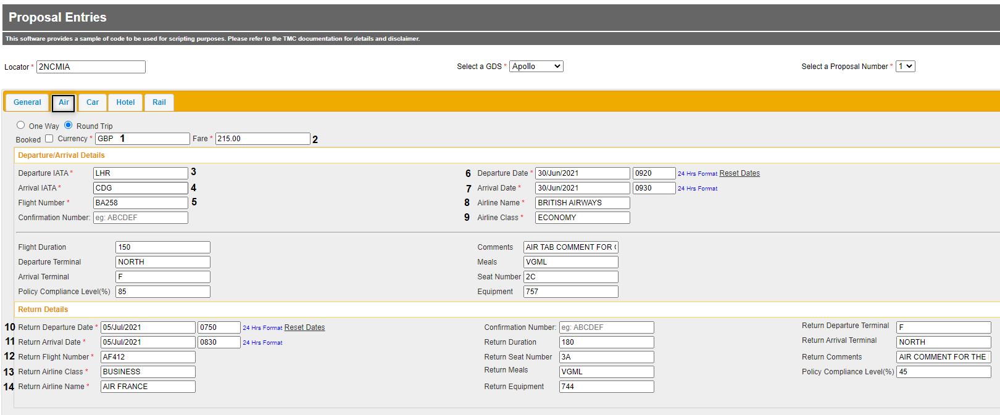 Proposal Entries
This software provides a sample of code to be used for scripting purposes. Please refer to the TMC documentation for details and disclaimer.
Locator * 2NCMIA Select a GDS * Apollo Select a Proposal Number * 1
General Air Car Hotel Rail
One Way Round Trip
Booked Currency * GBP 1 Fare * 215.00 2
Departure/Arrival Details
Departure IATA * LHR 3 6 Departure Date * 30/Jun/2021 0920 24 Hrs Format Reset Dates
Arrival IATA * CDG 4 7 Arrival Date * 30/Jun/2021 0930 24 Hrs Format
Flight Number * BA258 5 8 Airline Name * BRITISH AIRWAYS
Confirmation Number: eg: ABCDEF 9 Airline Class * ECONOMY
Flight Duration 150 Comments AIR TAB COMMENT FOR
Departure Terminal NORTH Meals VGML
Arrival Terminal F Seat Number 2C
Policy Compliance Level(%) 85 Equipment 757
Return Details
10 Return Departure Date * 05/Jul/2021 0750 24 Hrs Format Reset Dates Confirmation Number: eg: ABCDEF Return Departure Terminal F
11 Return Arrival Date * 05/Jul/2021 0830 24 Hrs Format Return Duration 180 Return Arrival Terminal NORTH
12 Return Flight Number * AF412 Return Seat Number 3A Return Comments AIR COMMENT FOR THE
13 Return Airline Class * BUSINESS Return Meals VGML Policy Compliance Level(%) 45
14 Return Airline Name * AIR FRANCE Return Equipment 744